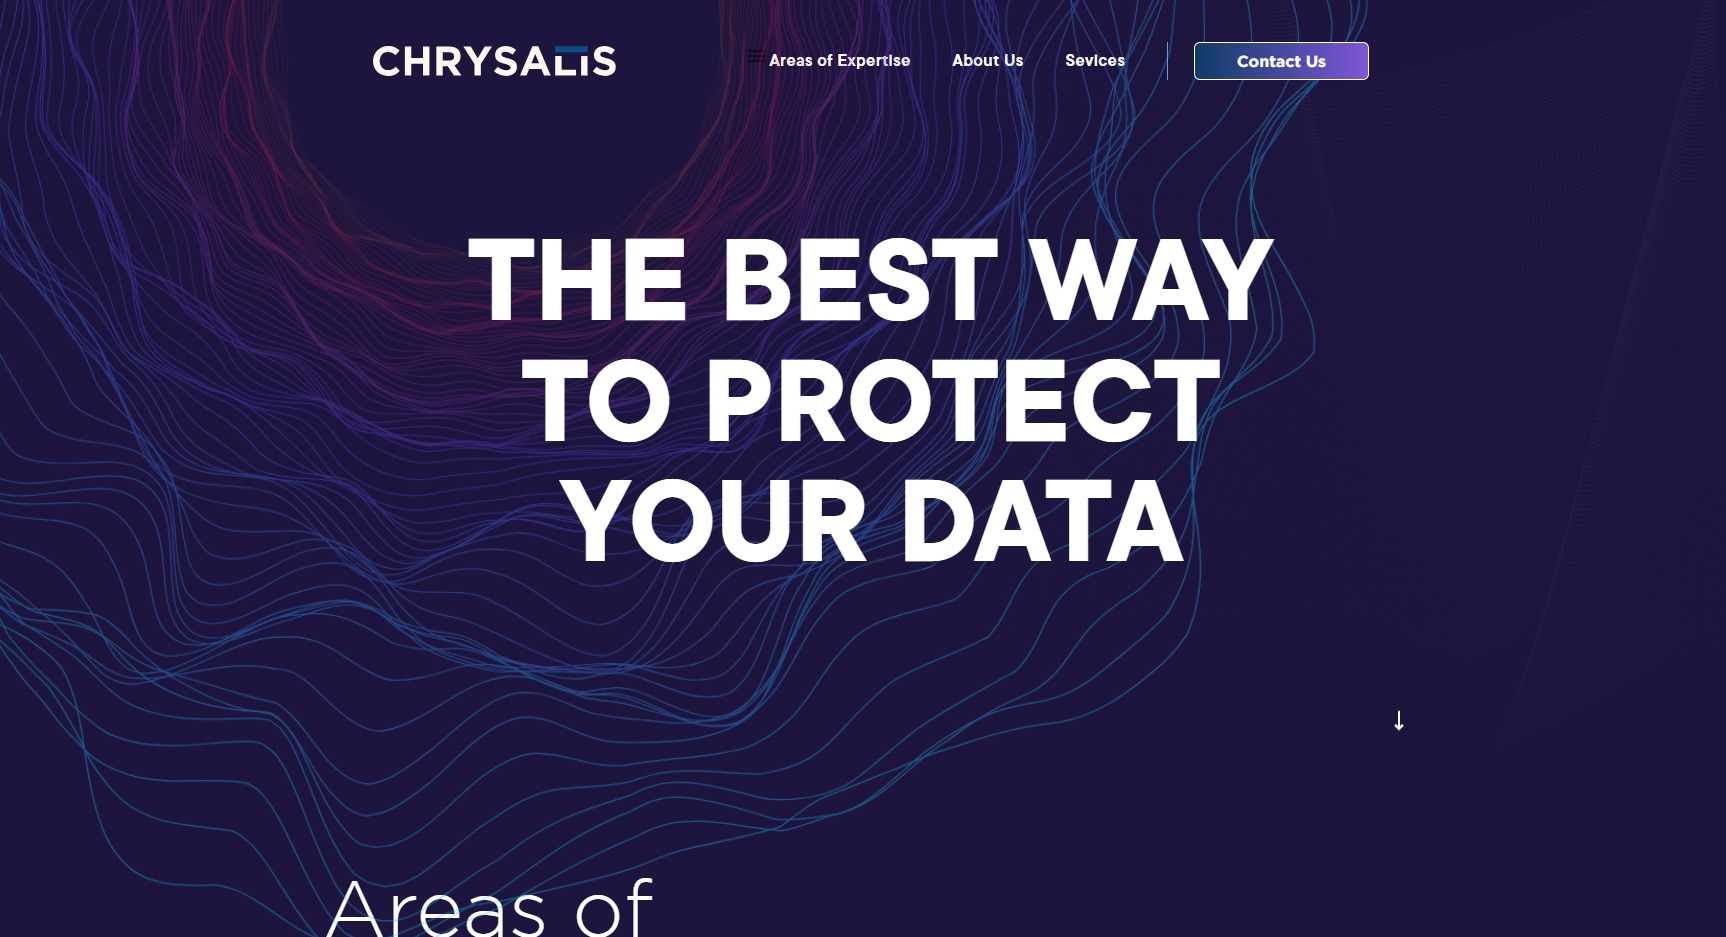 CHRYSALIS
Areas of Expertise
About Us
Sevices
Contact Us
THE BEST WAY
TO PROTECT
YOUR DATA
Areas of